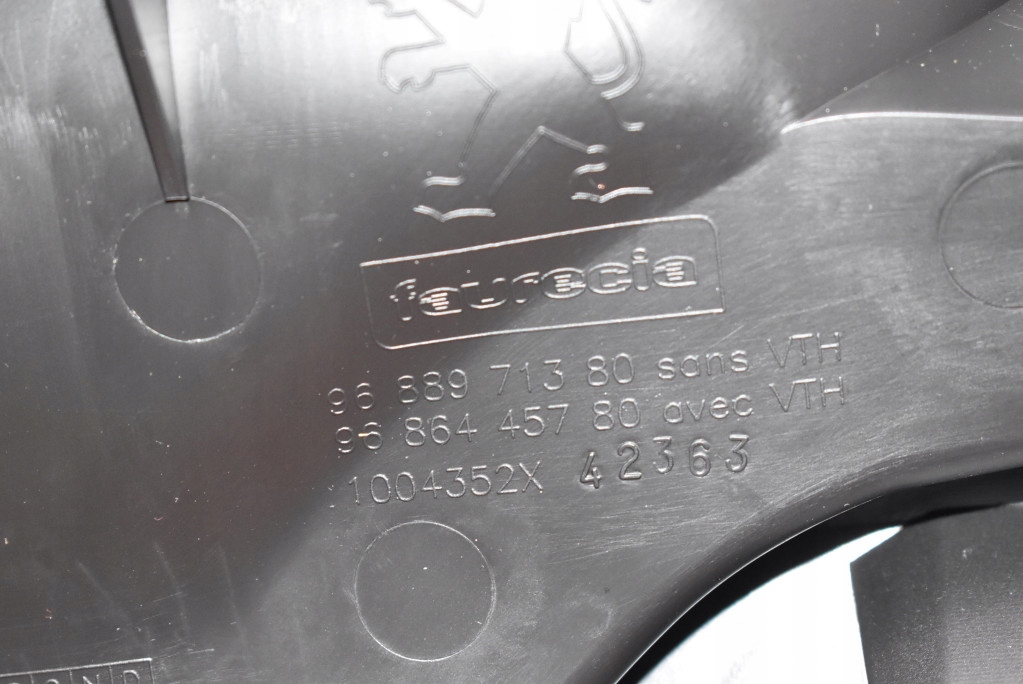 faurecia
96 889 713 80 sans VTH
96 864 457 80 avec VTH
1004352X 42363